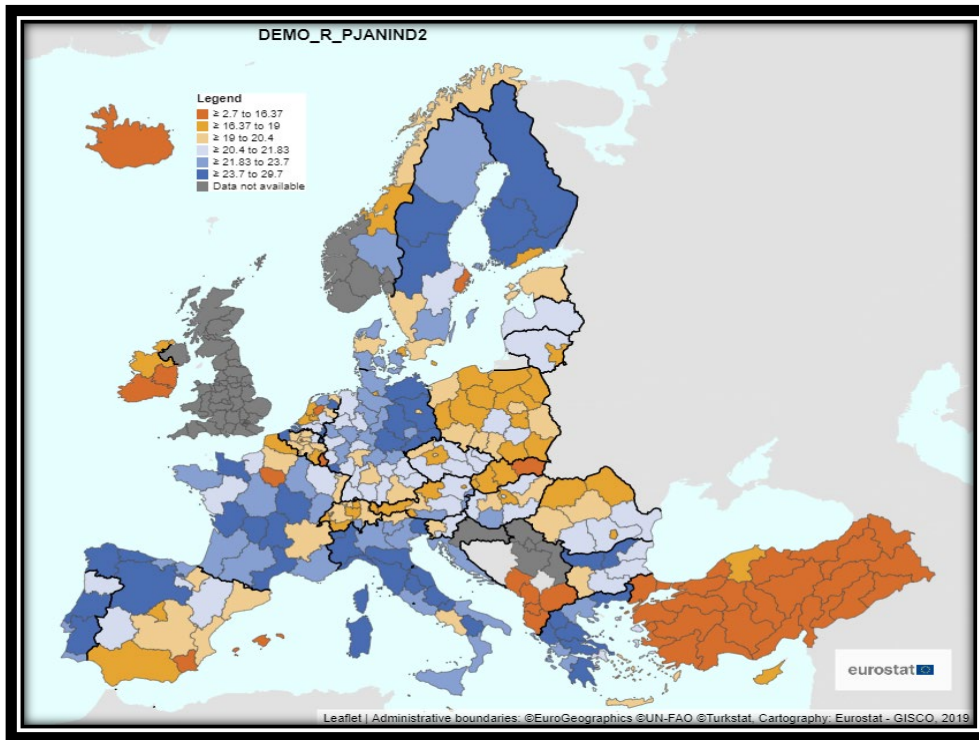 DEMO_R_PJANIND2
Legend
≥ 2.7 to 16.37
≥ 16.37 to 19
≥ 19 to 20.4
≥ 20.4 to 21.83
≥ 21.83 to 23.7
≥ 23.7 to 29.7
Data not available
eurostat
Leaflet | Administrative boundaries: ©EuroGeographics ©UN-FAO ©Turkstat, Cartography: Eurostat - GISCO, 2019